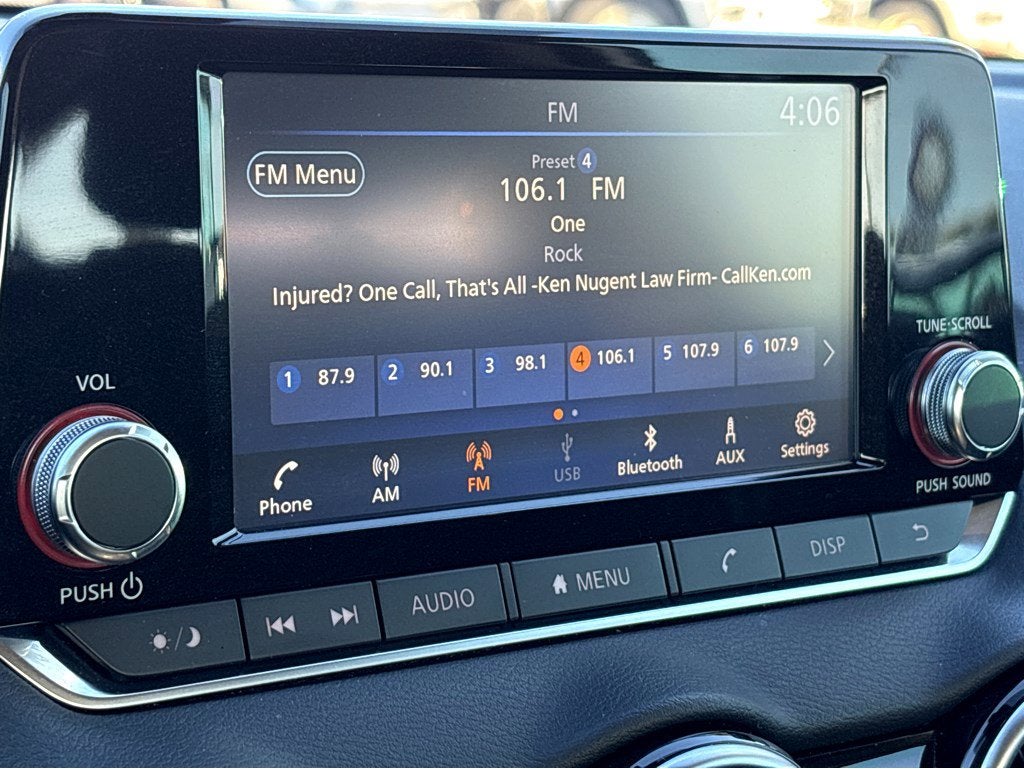 FM 4:06
FM Menu
Preset 4
106.1 FM
One
Rock
Injured? One Call, That's All -Ken Nugent Law Firm- CallKen.com
1 87.9 2 90.1 3 98.1 4 106.1 5 107.9 6 107.9
Phone AM FM USB Bluetooth AUX Settings
VOL
PUSH
TUNE·SCROLL
PUSH SOUND
AUDIO MENU DISP